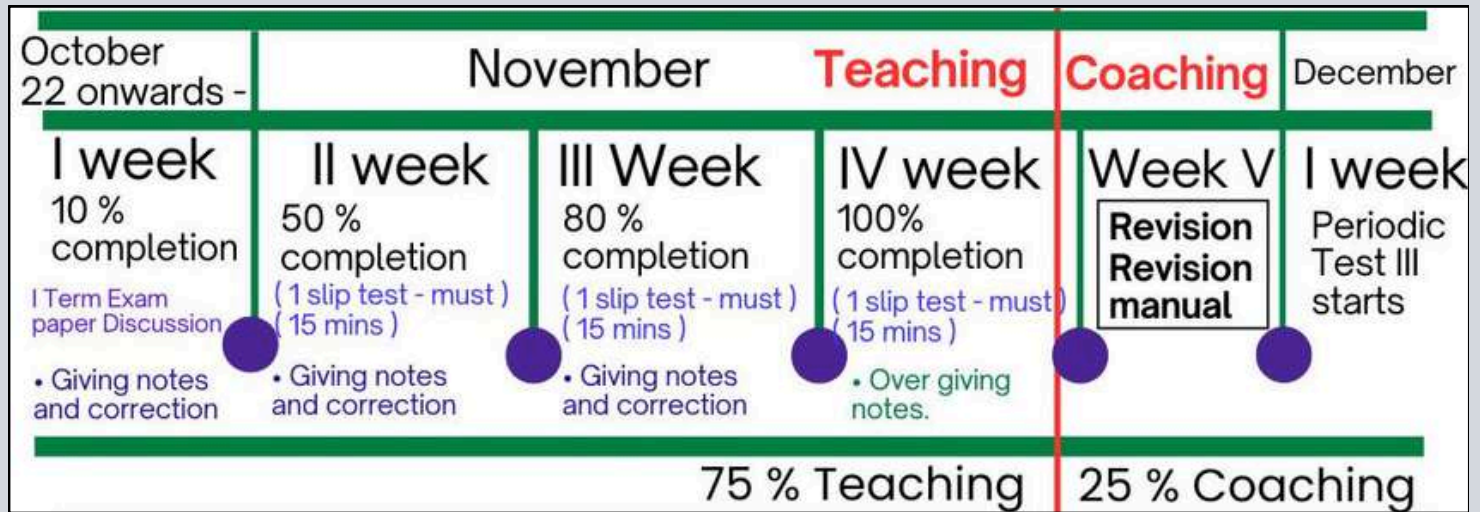 October
22 onwards -
November
Teaching
Coaching
December
I week
10 %
completion
I Term Exam
paper Discussion
• Giving notes
and correction
II week
50 %
completion
( 1 slip test - must )
( 15 mins )
• Giving notes
and correction
III Week
80 %
completion
( 1 slip test - must )
( 15 mins )
• Giving notes
and correction
IV week
100%
completion
( 1 slip test - must )
( 15 mins )
• Over giving
notes.
Week V
Revision
Revision
manual
I week
Periodic
Test III
starts
75 % Teaching
25 % Coaching